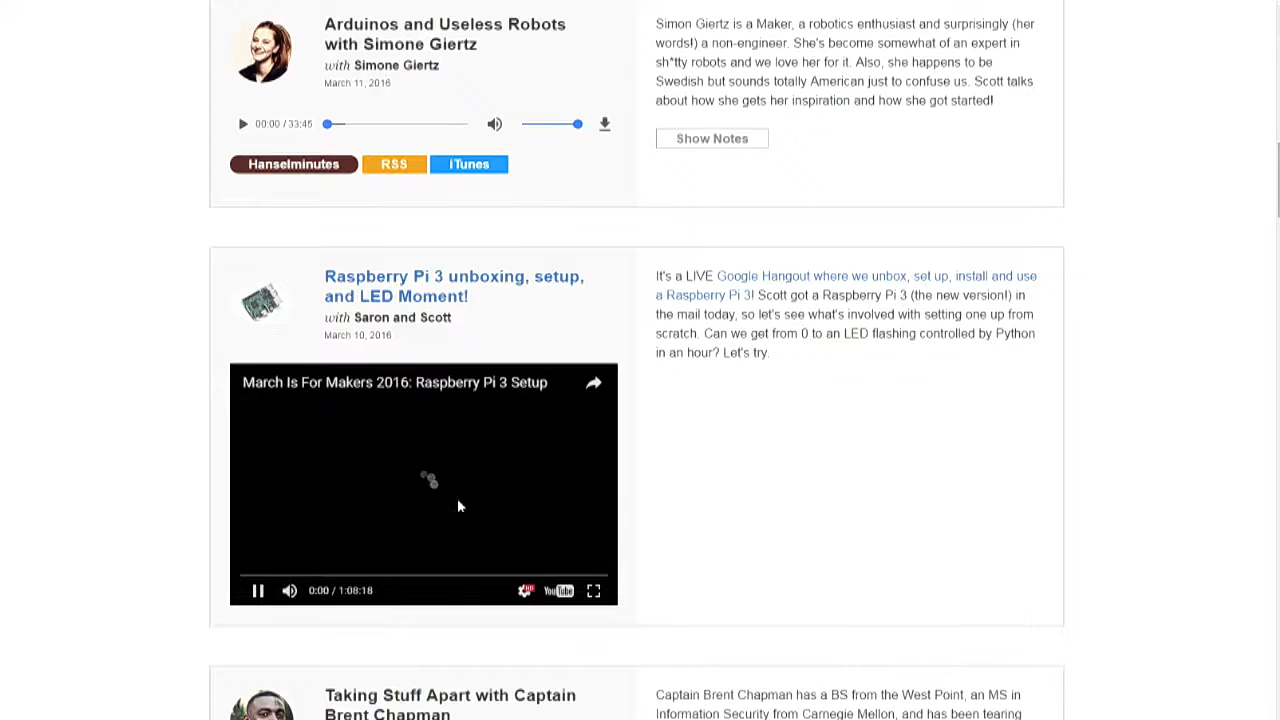 Arduinos and Useless Robots
with Simone Giertz
with Simone Giertz
March 11, 2016
00:00 / 33:45
Hanselminutes RSS iTunes
Simon Giertz is a Maker, a robotics enthusiast and surprisingly (her
words!) a non-engineer. She's become somewhat of an expert in
sh*tty robots and we love her for it. Also, she happens to be
Swedish but sounds totally American just to confuse us. Scott talks
about how she gets her inspiration and how she got started!
Show Notes
Raspberry Pi 3 unboxing, setup,
and LED Moment!
with Saron and Scott
March 10, 2016
March Is For Makers 2016: Raspberry Pi 3 Setup
0:00 / 1:08:18
HD
YouTube
It's a LIVE Google Hangout where we unbox, set up, install and use
a Raspberry Pi 3! Scott got a Raspberry Pi 3 (the new version!) in
the mail today, so let's see what's involved with setting one up from
scratch. Can we get from 0 to an LED flashing controlled by Python
in an hour? Let's try.
Taking Stuff Apart with Captain
Brent Chapman
Captain Brent Chapman has a BS from the West Point, an MS in
Information Security from Carnegie Mellon, and has been tearing